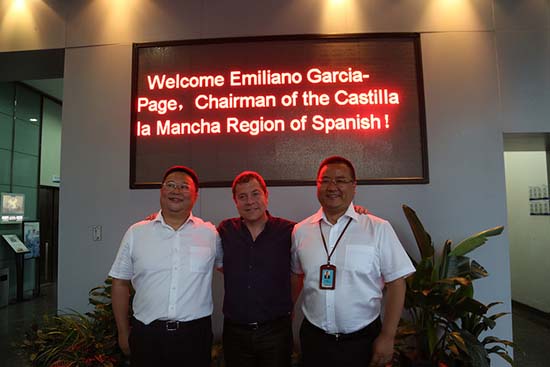 Welcome Emiliano Garcia-
Page, Chairman of the Castilla
la Mancha Region of Spanish!